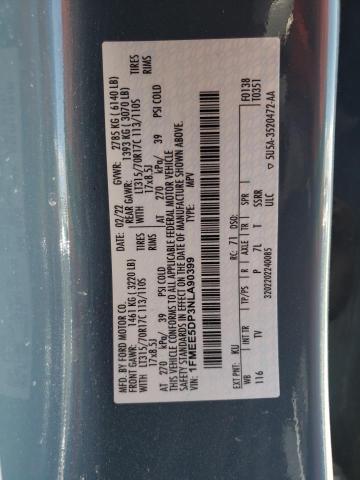 MFD. BY FORD MOTOR CO.
02/22
GVWR: 2785 KG ( 6140 LB)
FRONT GAWR: 1461 KG ( 3220 LB)
REAR GAWR: 1393 KG ( 3070 LB)
WITH LT315/70R17C 113/110S TIRES
WITH LT315/70R17C 113/110S TIRES
17x8.5J RIMS
17x8.5J RIMS
AT 270 kPa/ 39 PSI COLD
AT 270 kPa/ 39 PSI COLD
THIS VEHICLE CONFORMS TO ALL APPLICABLE FEDERAL MOTOR VEHICLE
SAFETY STANDARDS IN EFFECT ON THE DATE OF MANUFACTURE SHOWN ABOVE.
VIN: 1FMEE5DP3NLA90399
MPV
F0138
T0351
EXT PNT: KU RC: 71 DSO:
WB INT TR TP/PS R AXLE TR SPR
116 TV P 7L T SSRR
ULC
3202202240085
▽ 5U5A-3520472-AA